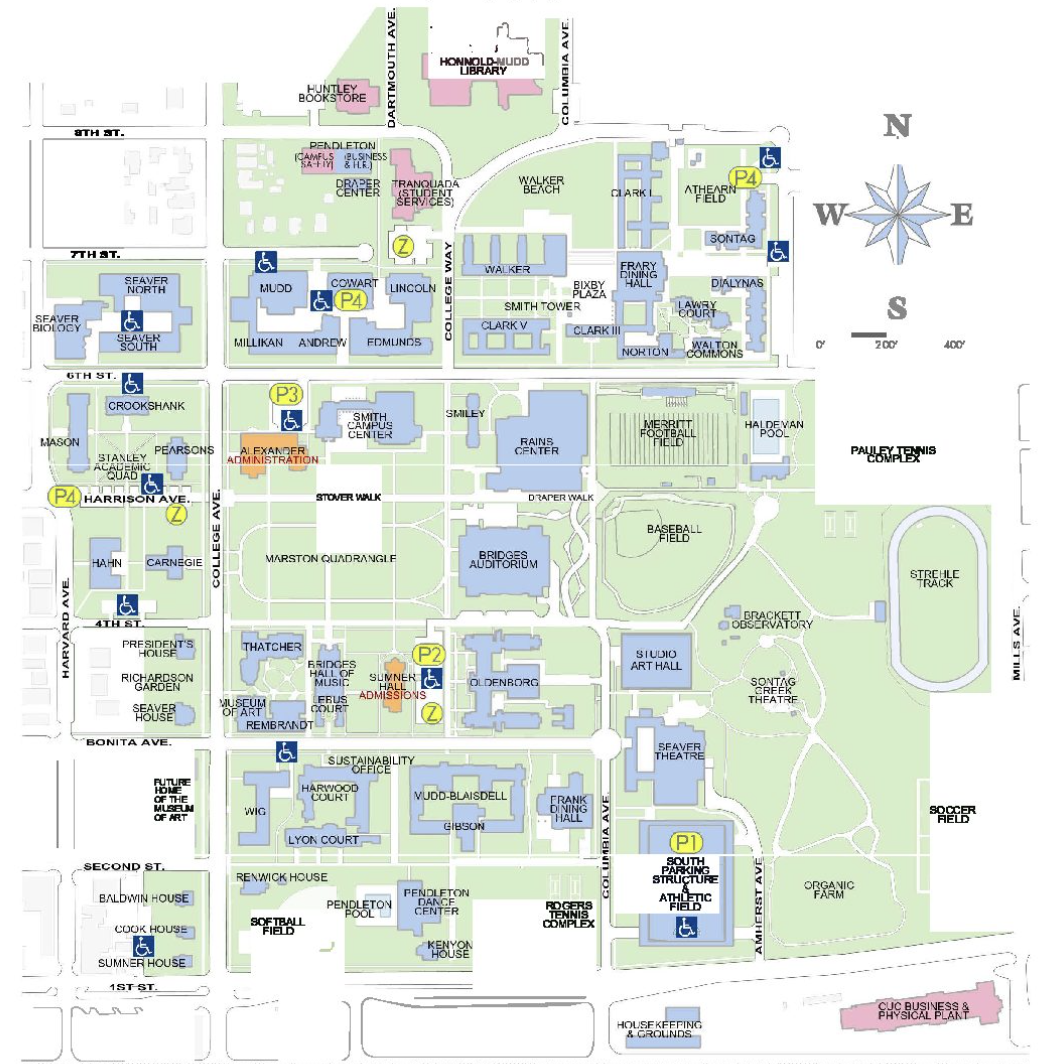 DARTMOUTH AVE.
HONNOLD-MUDD
LIBRARY
COLUMBIA AVE.
HUNTLEY
BOOKSTORE
8TH ST.
PENDLETON
(CAMPUS
SAFETY)
(BUSINESS
& H.R.)
DRAPER
CENTER
TRANQUADA
(STUDENT
SERVICES)
WALKER
BEACH
CLARK I
ATHEARN
FIELD
P4
N
W
E
S
0'
200'
400'
Z
SONTAG
7TH ST.
COLLEGE WAY
SEAVER
NORTH
MUDD
COWART
P4
LINCOLN
WALKER
FRARY
DINING
HALL
BIXBY
PLAZA
DIALYNAS
SMITH TOWER
LAWRY
COURT
SEAVER
BIOLOGY
SEAVER
SOUTH
MILLIKAN
ANDREW
EDMUNDS
CLARK V
CLARK III
NORTON
WALTON
COMMONS
6TH ST.
CROOKSHANK
P3
SMITH
CAMPUS
CENTER
SMILEY
RAINS
CENTER
MERRITT
FOOTBALL
FIELD
HALDEMAN
POOL
PAULEY TENNIS
COMPLEX
MASON
PEARSONS
STANLEY
ACADEMIC
QUAD
ALEXANDER
ADMINISTRATION
P4
HARRISON AVE.
Z
STOVER WALK
DRAPER WALK
COLLEGE AVE.
HAHN
CARNEGIE
MARSTON QUADRANGLE
BRIDGES
AUDITORIUM
BASEBALL
FIELD
STREHLE
TRACK
HARVARD AVE.
4TH ST.
BRACKETT
OBSERVATORY
MILLS AVE.
PRESIDENT'S
HOUSE
RICHARDSON
GARDEN
SEAVER
HOUSE
THATCHER
BRIDGES
HALL OF
MUSIC
LEBUS
COURT
SUMNER
HALL
ADMISSIONS
P2
Z
OLDENBORG
STUDIO
ART HALL
SONTAG
GREEK
THEATRE
MUSEUM
OF ART
REMBRANDT
BONITA AVE.
SUSTAINABILITY
OFFICE
SEAVER
THEATRE
FUTURE
HOME
OF THE
MUSEUM
OF ART
WIG
HARWOOD
COURT
LYON COURT
MUDD-BLAISDELL
GIBSON
FRANK
DINING
HALL
COLUMBIA AVE.
P1
SOUTH
PARKING
STRUCTURE
&
ATHLETIC
FIELD
AMHERST AVE.
SOCCER
FIELD
SECOND ST.
BALDWIN HOUSE
COOK HOUSE
SUMNER HOUSE
RENWICK HOUSE
SOFTBALL
FIELD
PENDLETON
POOL
PENDLETON
DANCE
CENTER
KENYON
HOUSE
ROGERS
TENNIS
COMPLEX
ORGANIC
FARM
1ST ST.
HOUSEKEEPING
& GROUNDS
CUC BUSINESS &
PHYSICAL PLANT